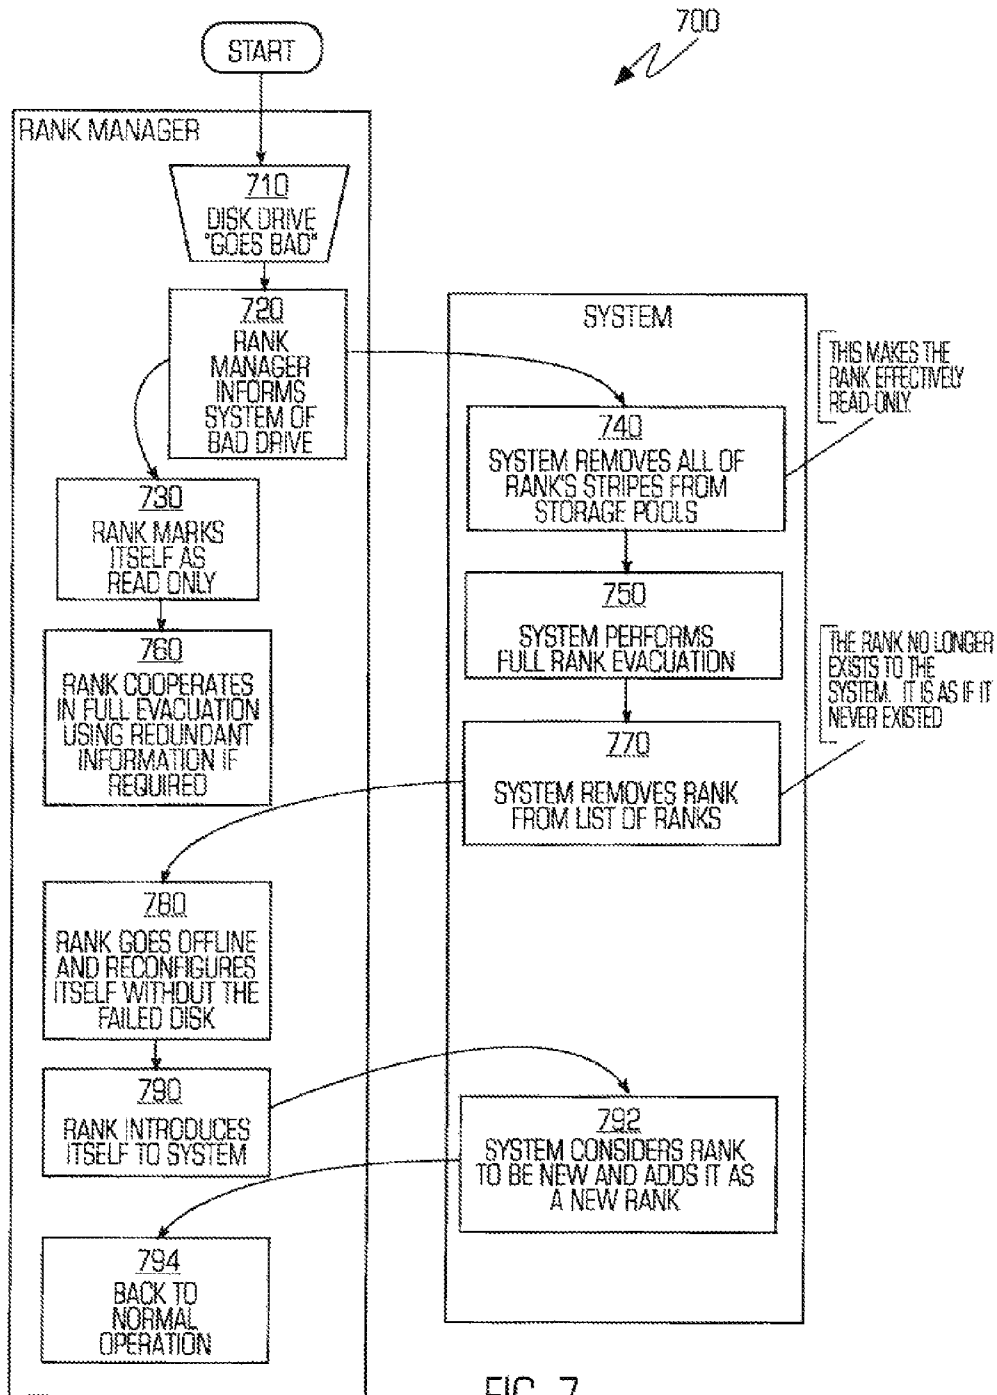 700
START
RANK MANAGER
710
DISK DRIVE
"GOES BAD"
720
RANK
MANAGER
INFORMS
SYSTEM OF
BAD DRIVE
730
RANK MARKS
ITSELF AS
READ ONLY
760
RANK COOPERATES
IN FULL EVACUATION
USING REDUNDANT
INFORMATION IF
REQUIRED
780
RANK GOES OFFLINE
AND RECONFIGURES
ITSELF WITHOUT THE
FAILED DISK
790
RANK INTRODUCES
ITSELF TO SYSTEM
794
BACK TO
NORMAL
OPERATION
SYSTEM
740
SYSTEM REMOVES ALL OF
RANK'S STRIPES FROM
STORAGE POOLS
750
SYSTEM PERFORMS
FULL RANK EVACUATION
770
SYSTEM REMOVES RANK
FROM LIST OF RANKS
792
SYSTEM CONSIDERS RANK
TO BE NEW AND ADDS IT AS
A NEW RANK
THIS MAKES THE
RANK EFFECTIVELY
READ ONLY.
THE RANK NO LONGER
EXISTS TO THE
SYSTEM. IT IS AS IF IT
NEVER EXISTED
FIG. 7